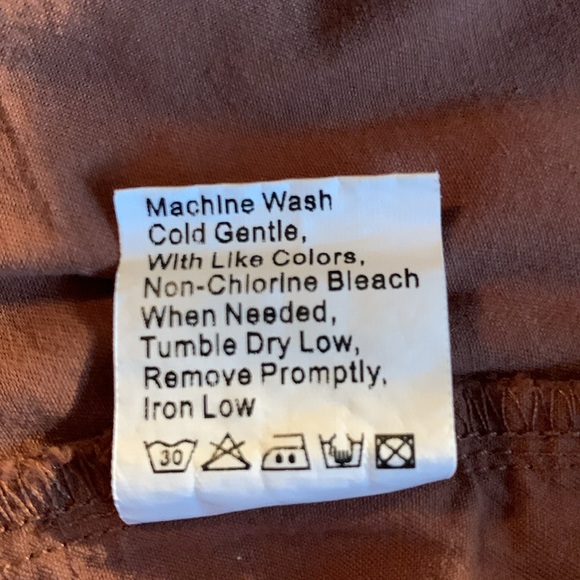 Machine Wash
Cold Gentle,
With Like Colors,
Non-Chlorine Bleach
When Needed,
Tumble Dry Low,
Remove Promptly,
Iron Low
30